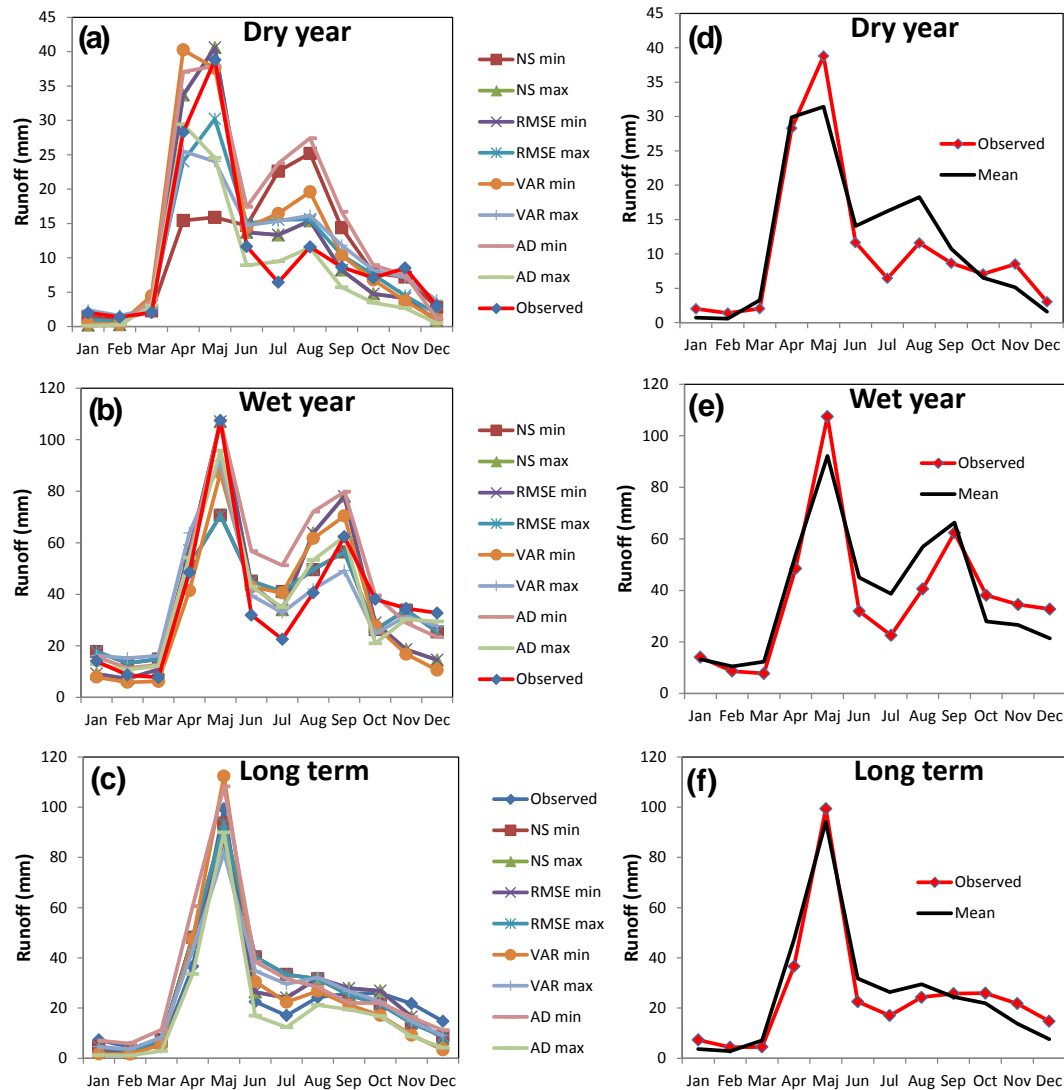 (a) Dry year
Runoff (mm)
45
40
35
30
25
20
15
10
5
0
Jan Feb Mar Apr Maj Jun Jul Aug Sep Oct Nov Dec
NS min
NS max
RMSE min
RMSE max
VAR min
VAR max
AD min
AD max
Observed
(d) Dry year
Runoff (mm)
45
40
35
30
25
20
15
10
5
0
Jan Feb Mar Apr Maj Jun Jul Aug Sep Oct Nov Dec
Observed
Mean
(b) Wet year
Runoff (mm)
120
100
80
60
40
20
0
Jan Feb Mar Apr Maj Jun Jul Aug Sep Oct Nov Dec
NS min
NS max
RMSE min
RMSE max
VAR min
VAR max
AD min
AD max
Observed
(e) Wet year
Runoff (mm)
120
100
80
60
40
20
0
Jan Feb Mar Apr Maj Jun Jul Aug Sep Oct Nov Dec
Observed
Mean
(c) Long term
Runoff (mm)
120
100
80
60
40
20
0
Jan Feb Mar Apr Maj Jun Jul Aug Sep Oct Nov Dec
Observed
NS min
NS max
RMSE min
RMSE max
VAR min
VAR max
AD min
AD max
(f) Long term
Runoff (mm)
120
100
80
60
40
20
0
Jan Feb Mar Apr Maj Jun Jul Aug Sep Oct Nov Dec
Observed
Mean